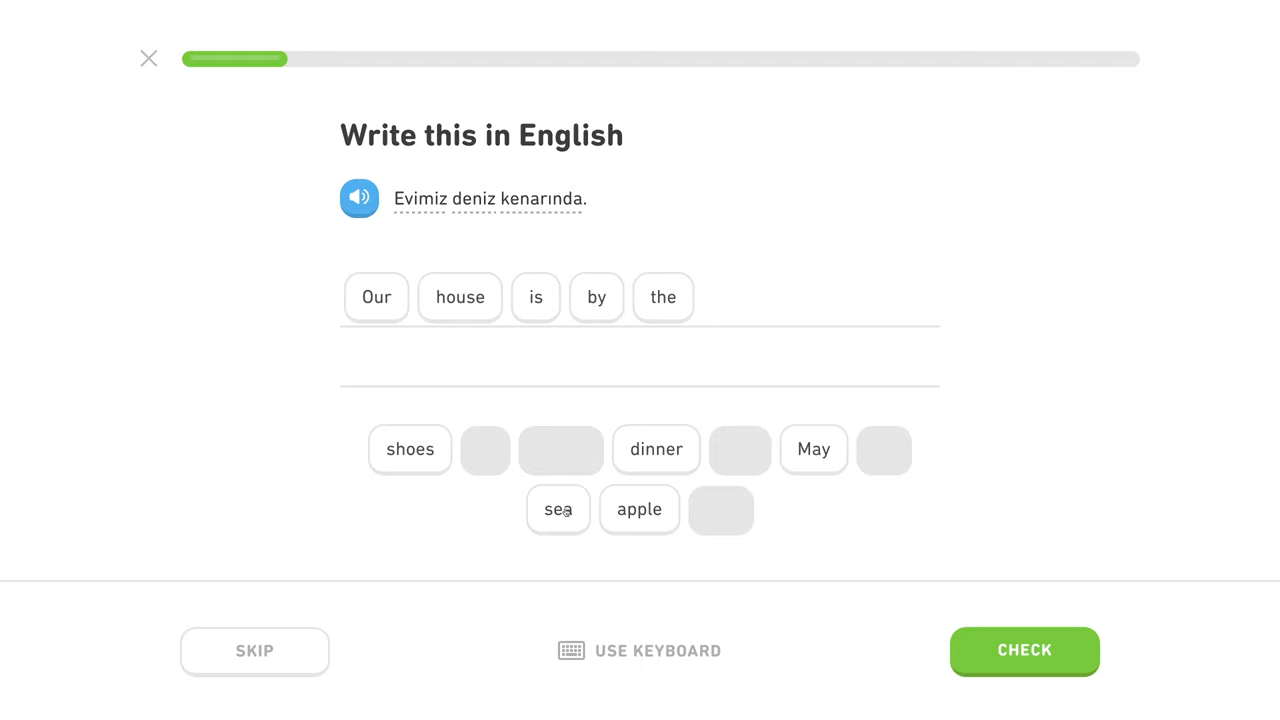 Write this in English
Evimiz deniz kenarında.
Our house is by the
shoes dinner May
sea apple
SKIP USE KEYBOARD CHECK